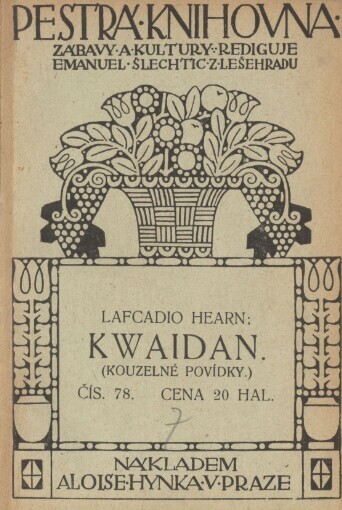 PESTRÁ·KNIHOVNA·
ZÁBAVY·A·KULTURY·REDIGUJE
EMANUEL·ŠLECHTIC·Z·LEŠEHRADU
LAFCADIO HEARN:
KWAIDAN.
(KOUZELNÉ POVÍDKY.)
ČÍS. 78. CENA 20 HAL.
7
NÁKLADEM
ALOISE·HYNKA·V·PRAZE